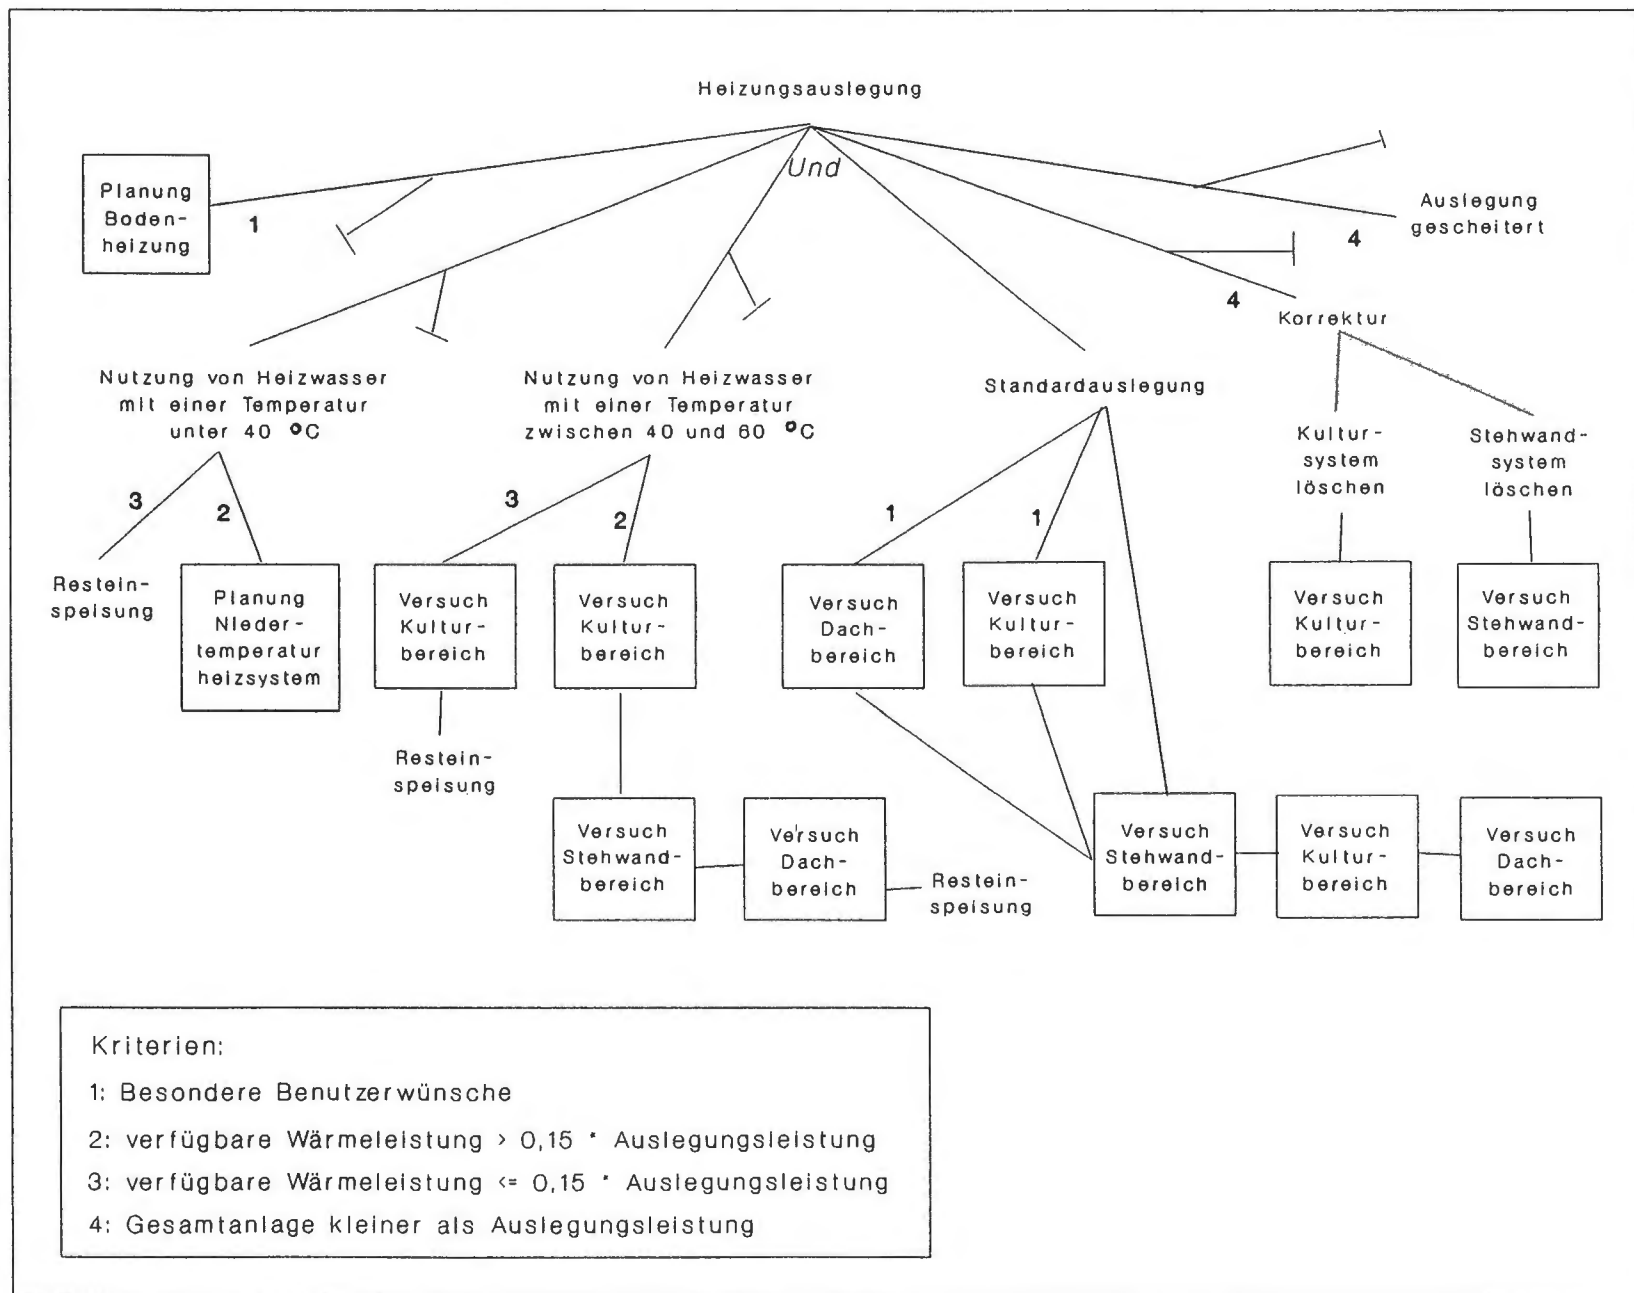 Heizungsauslegung
Und
Planung
Boden-
heizung
1
Auslegung
gescheitert
4
4
Korrektur
Nutzung von Heizwasser
mit einer Temperatur
unter 40 °C
Nutzung von Heizwasser
mit einer Temperatur
zwischen 40 und 60 °C
Standardauslegung
Kultur-
system
löschen
Stehwand-
system
löschen
3
2
3
2
1
1
Restein-
speisung
Planung
Nieder-
temperatur
heizsystem
Versuch
Kultur-
bereich
Versuch
Kultur-
bereich
Versuch
Dach-
bereich
Versuch
Kultur-
bereich
Versuch
Kultur-
bereich
Versuch
Stehwand-
bereich
Restein-
speisung
Versuch
Stehwand-
bereich
Versuch
Dach-
bereich
Restein-
speisung
Versuch
Stehwand-
bereich
Versuch
Kultur-
bereich
Versuch
Dach-
bereich
Kriterien:
1: Besondere Benutzerwünsche
2: verfügbare Wärmeleistung > 0,15 * Auslegungsleistung
3: verfügbare Wärmeleistung <= 0,15 * Auslegungsleistung
4: Gesamtanlage kleiner als Auslegungsleistung